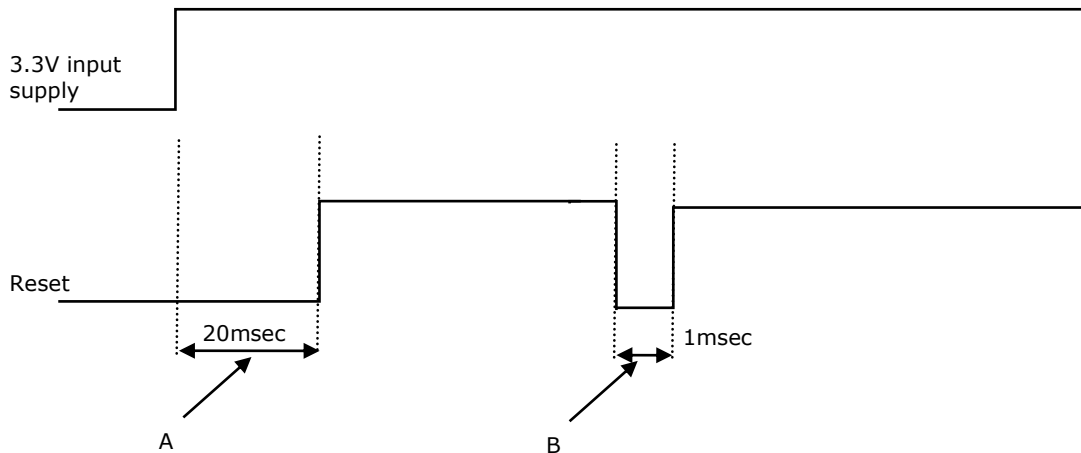 3.3V input
supply
Reset
20msec
1msec
A
B